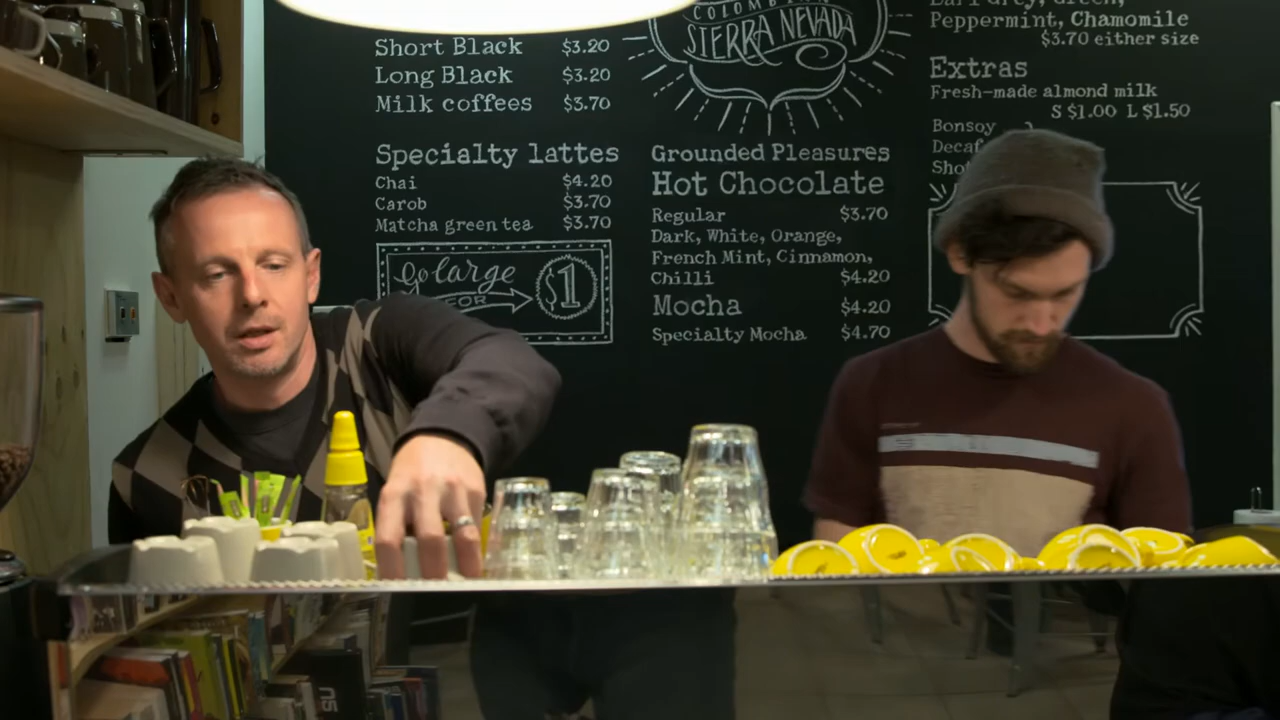 Short Black $3.20
Long Black $3.20
Milk coffees $3.70
Specialty lattes
Chai $4.20
Carob $3.70
Matcha green tea $3.70
Go large
FOR
$1
SIERRA NEVADA
Grounded Pleasures
Hot Chocolate
Regular $3.70
Dark, White, Orange,
French Mint, Cinnamon,
Chilli $4.20
Mocha $4.20
Specialty Mocha $4.70
Peppermint, Chamomile
$3.70 either size
Extras
Fresh-made almond milk
S $1.00 L $1.50
Bonsoy
Decaf